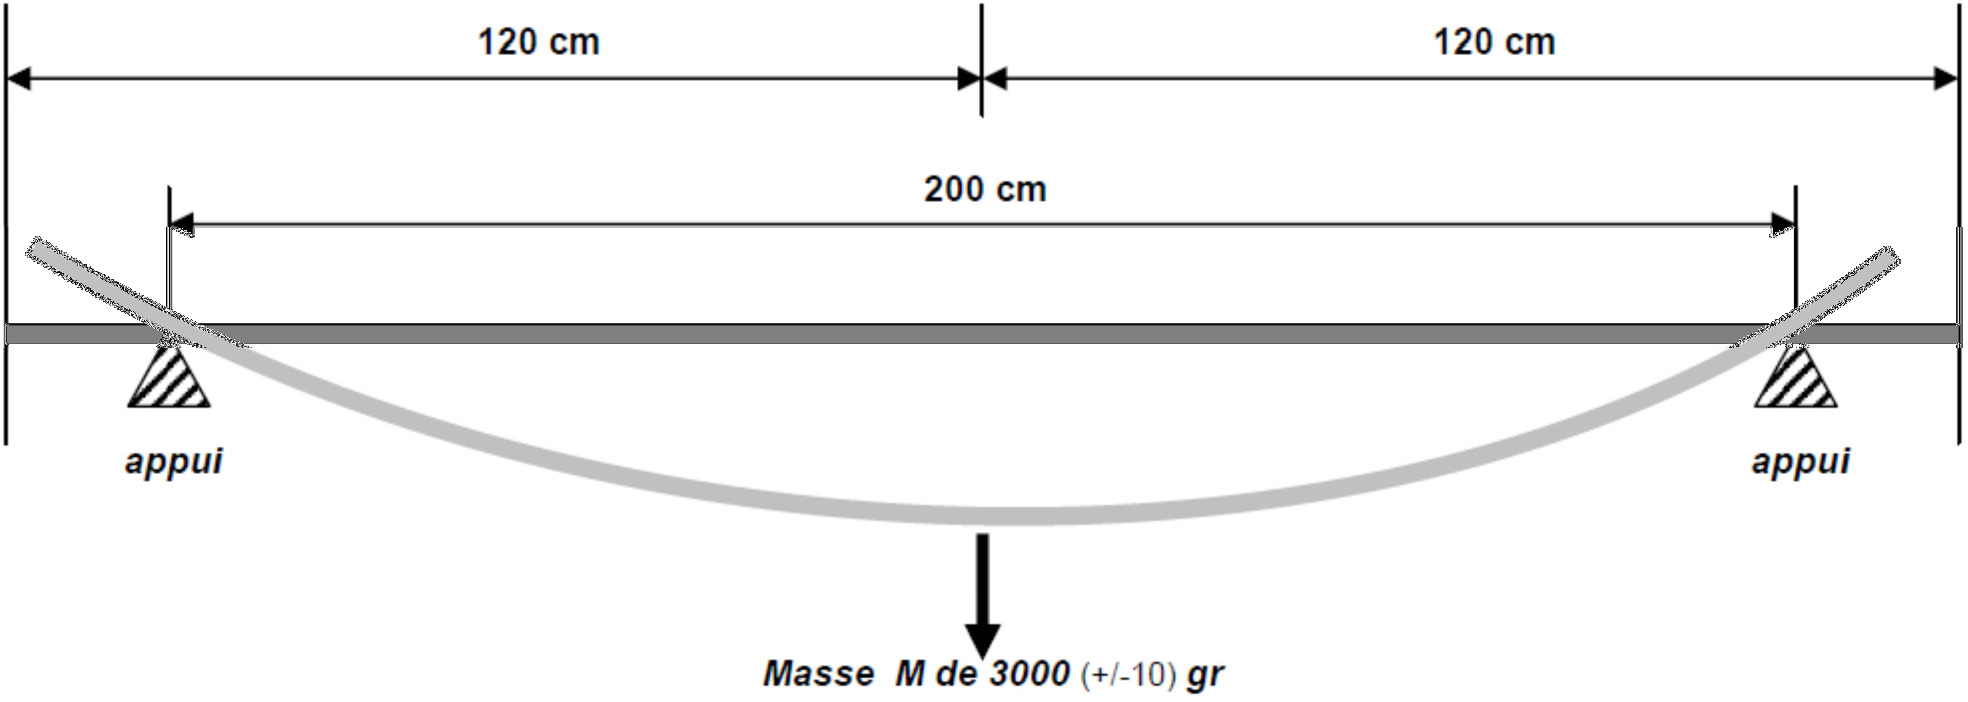 120 cm 120 cm
200 cm
appui appui
Masse M de 3000 (+/-10) gr